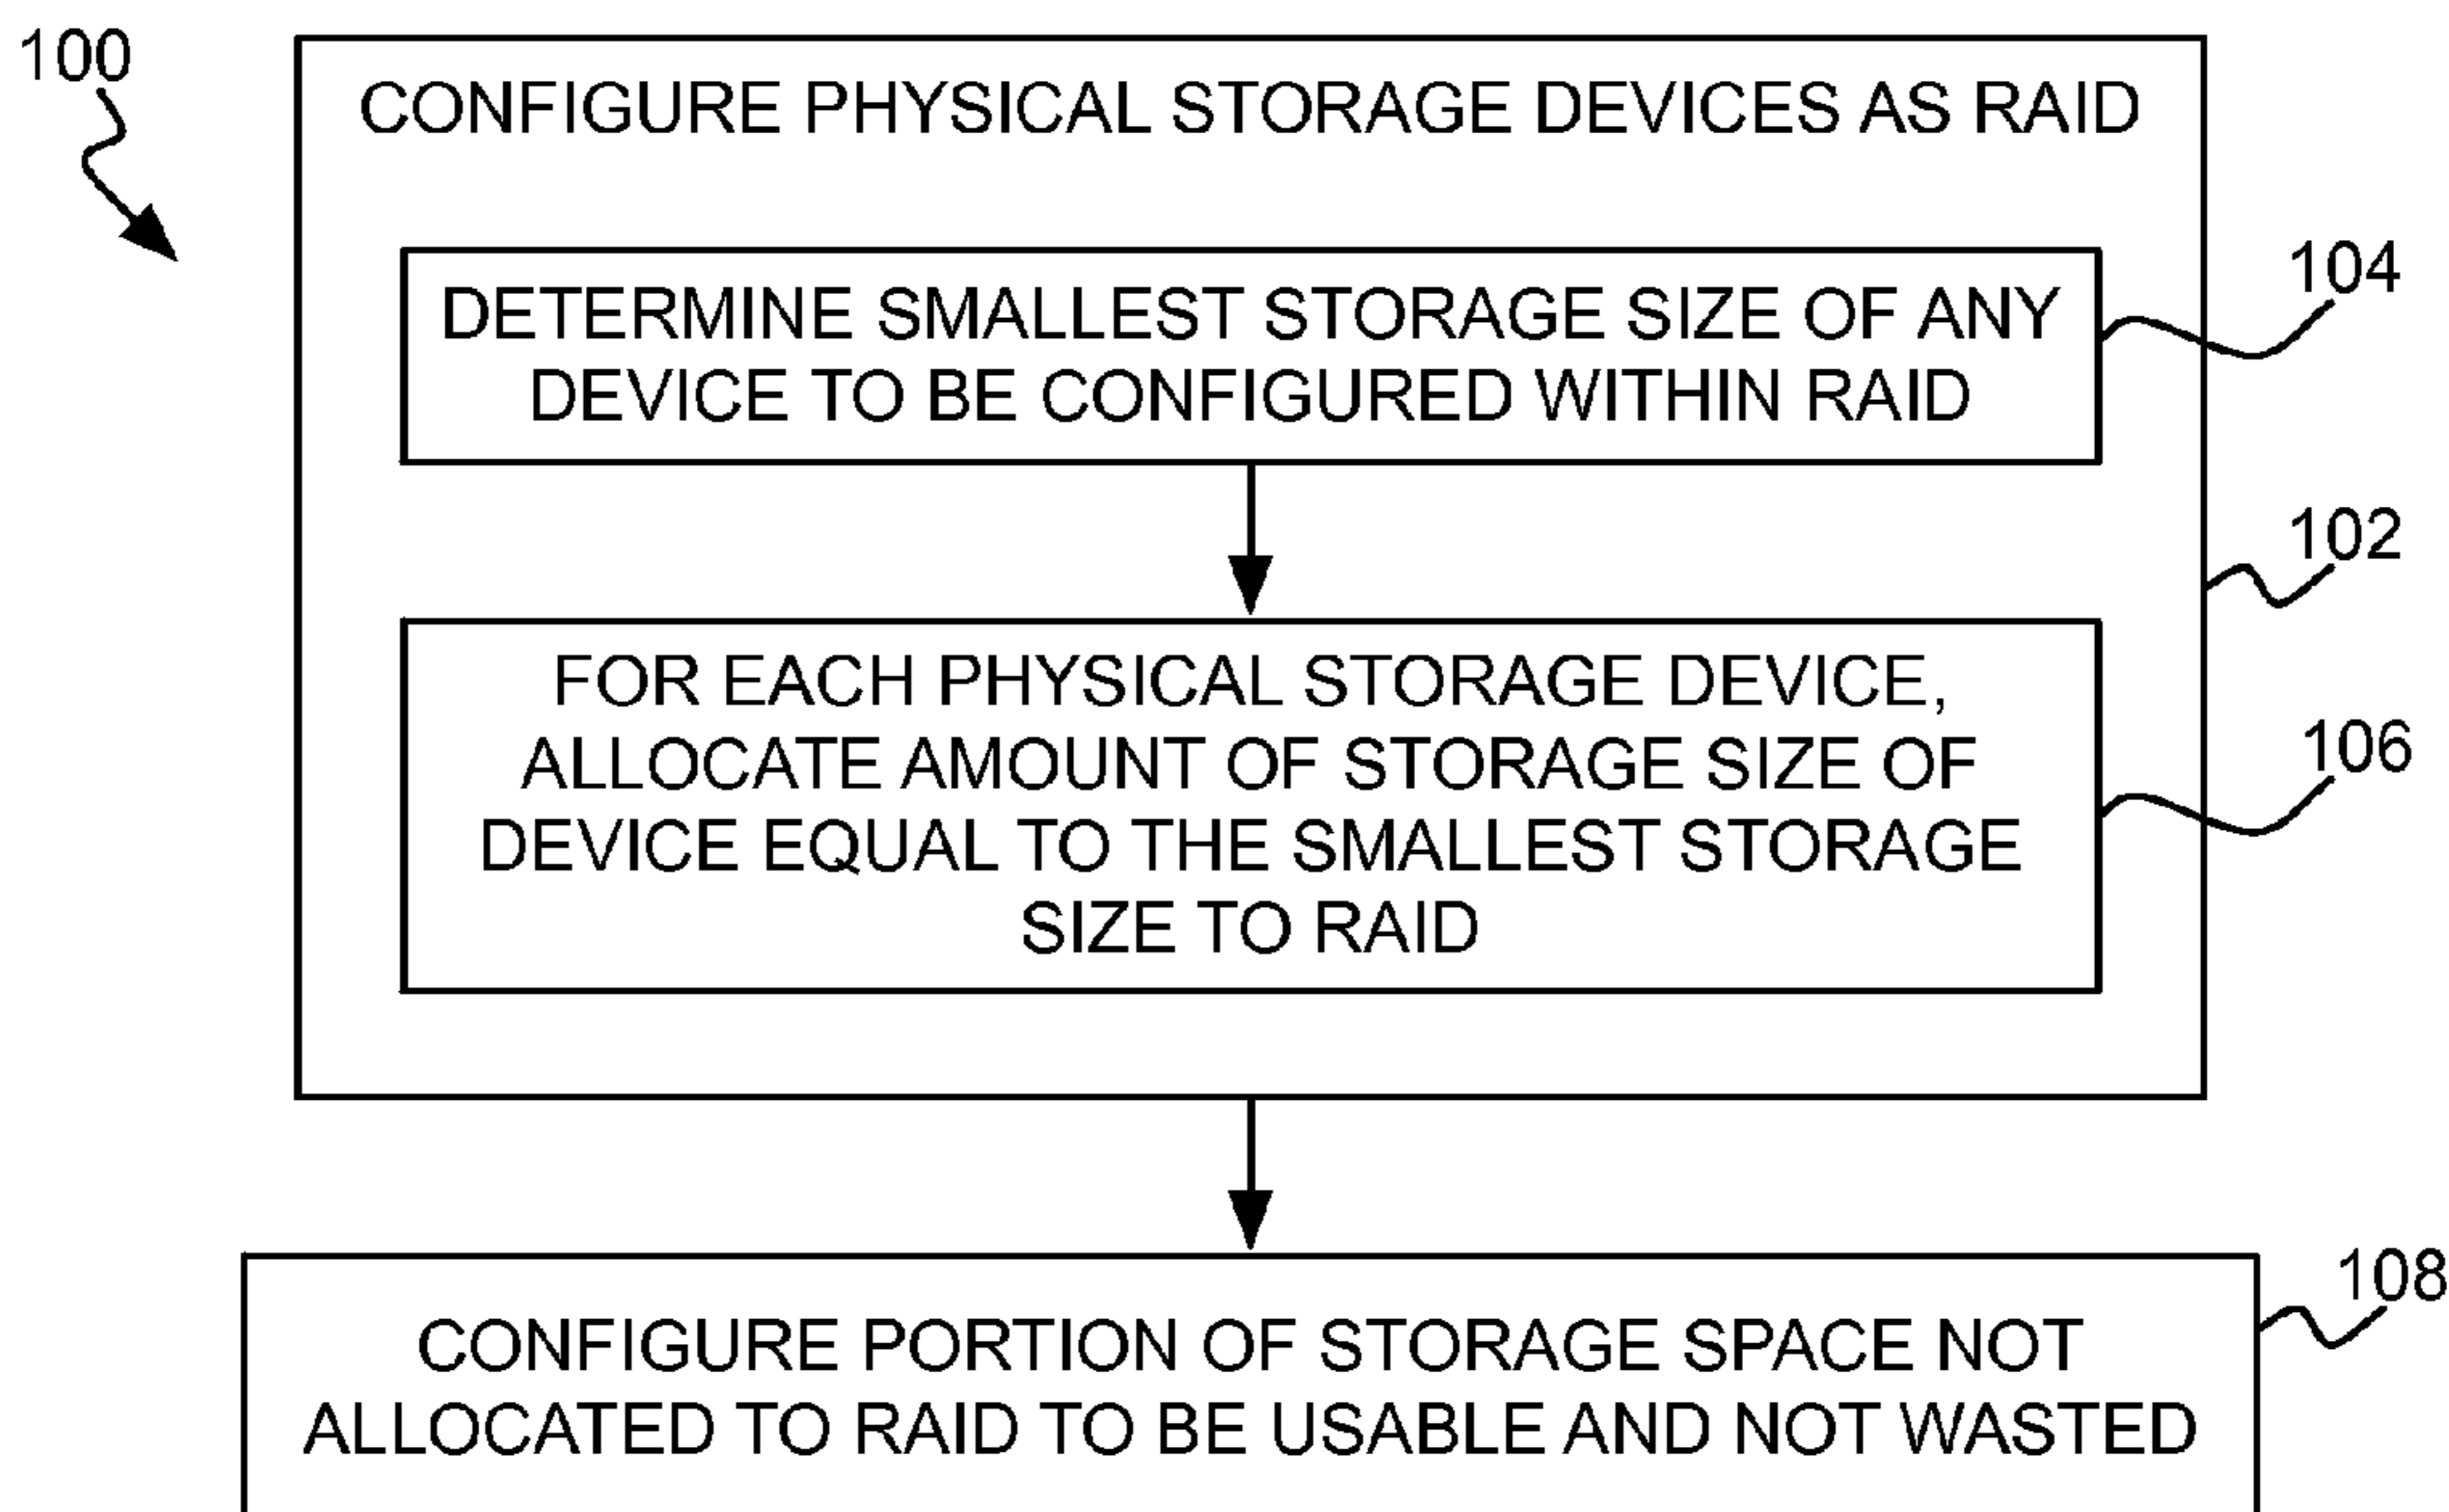 100
CONFIGURE PHYSICAL STORAGE DEVICES AS RAID
104
DETERMINE SMALLEST STORAGE SIZE OF ANY
DEVICE TO BE CONFIGURED WITHIN RAID
102
FOR EACH PHYSICAL STORAGE DEVICE,
ALLOCATE AMOUNT OF STORAGE SIZE OF
DEVICE EQUAL TO THE SMALLEST STORAGE
SIZE TO RAID
106
108
CONFIGURE PORTION OF STORAGE SPACE NOT
ALLOCATED TO RAID TO BE USABLE AND NOT WASTED